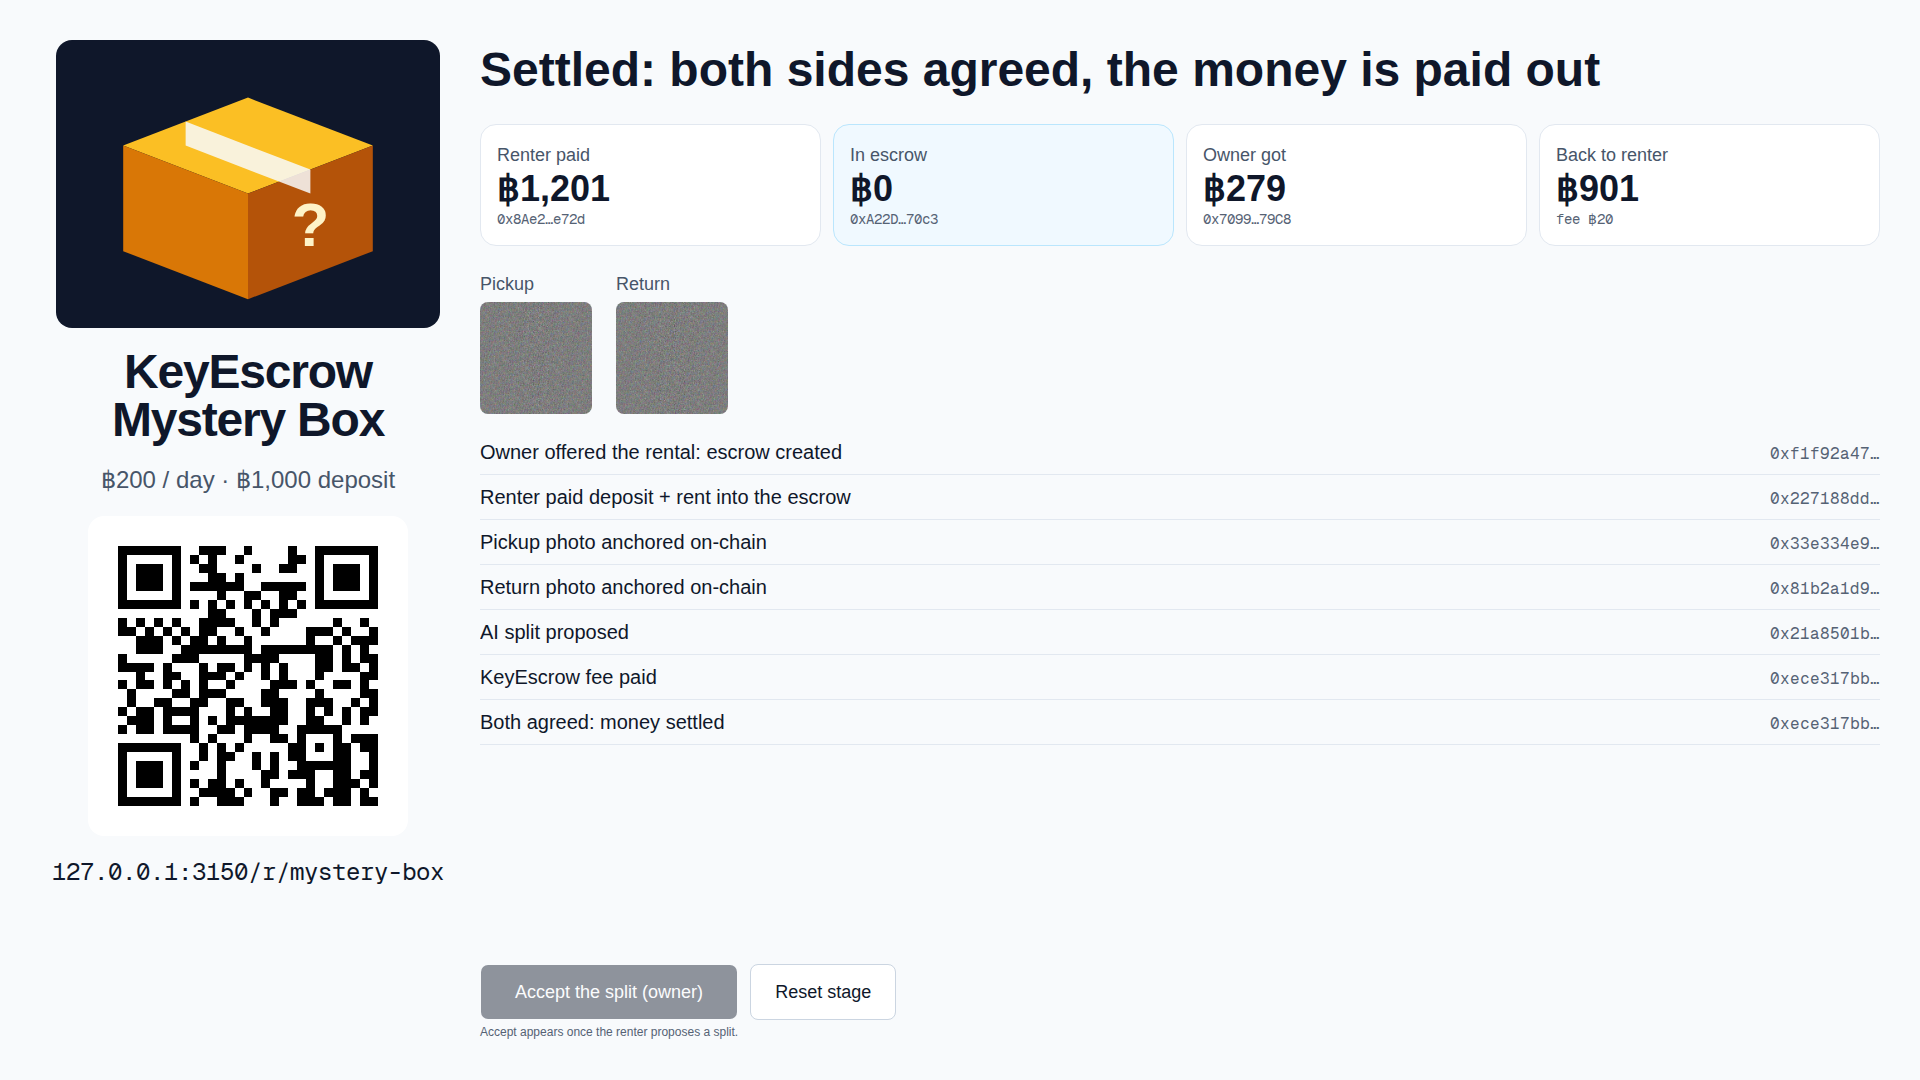 ?
KeyEscrow
Mystery Box
฿200 / day · ฿1,000 deposit
127.0.0.1:3150/r/mystery-box
Settled: both sides agreed, the money is paid out
Renter paid
฿1,201
0x8Ae2…e72d
In escrow
฿0
0xA22D…70c3
Owner got
฿279
0x7099…79C8
Back to renter
฿901
fee ฿20
Pickup
Return
Owner offered the rental: escrow created 0xf1f92a47…
Renter paid deposit + rent into the escrow 0x227188dd…
Pickup photo anchored on-chain 0x33e334e9…
Return photo anchored on-chain 0x81b2a1d9…
AI split proposed 0x21a8501b…
KeyEscrow fee paid 0xece317bb…
Both agreed: money settled 0xece317bb…
Accept the split (owner)
Reset stage
Accept appears once the renter proposes a split.